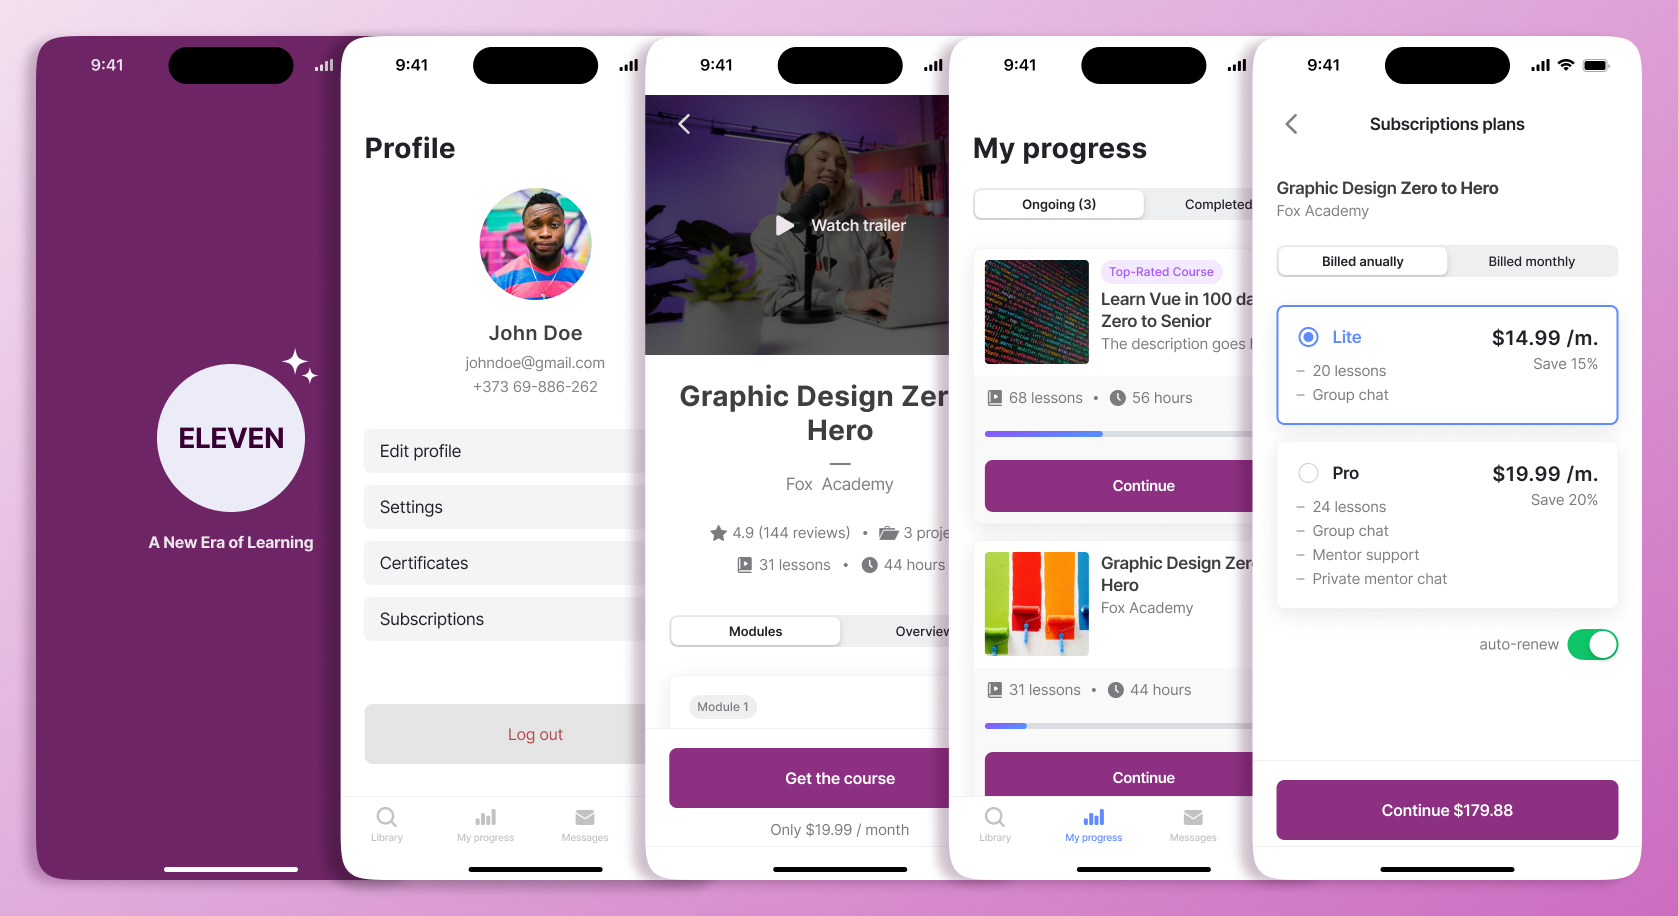 9:41
ELEVEN
A New Era of Learning
9:41
Profile
John Doe
johndoe@gmail.com
+373 69-886-262
Edit profile
Settings
Certificates
Subscriptions
Log out
Library
My progress
Messages
9:41
Watch trailer
Graphic Design Zer
Hero
Fox Academy
4.9 (144 reviews) • 3 proje
31 lessons • 44 hours
Modules
Overview
Module 1
Get the course
Only $19.99 / month
9:41
My progress
Ongoing (3)
Completed
Top-Rated Course
Learn Vue in 100 da
Zero to Senior
The description goes h
68 lessons • 56 hours
Continue
Graphic Design Zer
Hero
Fox Academy
31 lessons • 44 hours
Continue
Library
My progress
Messages
9:41
Subscriptions plans
Graphic Design Zero to Hero
Fox Academy
Billed anually
Billed monthly
Lite
$14.99 /m.
Save 15%
– 20 lessons
– Group chat
Pro
$19.99 /m.
Save 20%
– 24 lessons
– Group chat
– Mentor support
– Private mentor chat
auto-renew
Continue $179.88